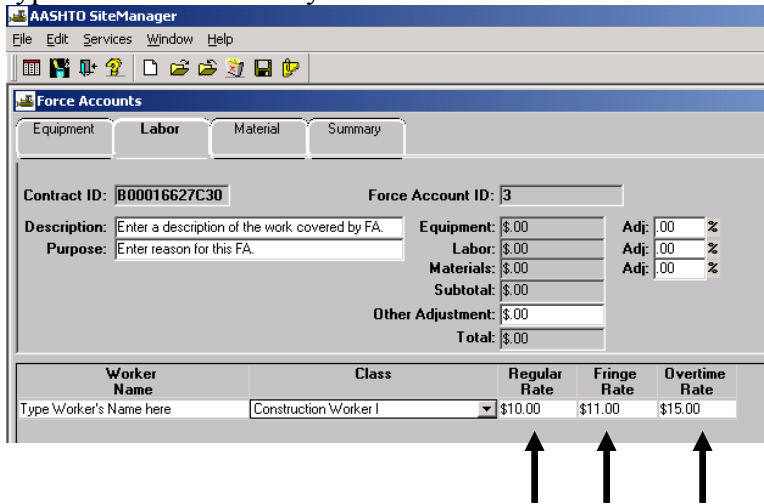 AASHTO SiteManager
File Edit Services Window Help
Force Accounts
Equipment Labor Material Summary
Contract ID: B00016627C30 Force Account ID: 3
Description: Enter a description of the work covered by FA. Equipment: $.00 Adj: .00 %
Purpose: Enter reason for this FA. Labor: $.00 Adj: .00 %
Materials: $.00 Adj: .00 %
Subtotal: $.00
Other Adjustment: $.00
Total: $.00
Worker Name Class Regular Rate Fringe Rate Overtime Rate
Type Worker's Name here Construction Worker I $10.00 $11.00 $15.00